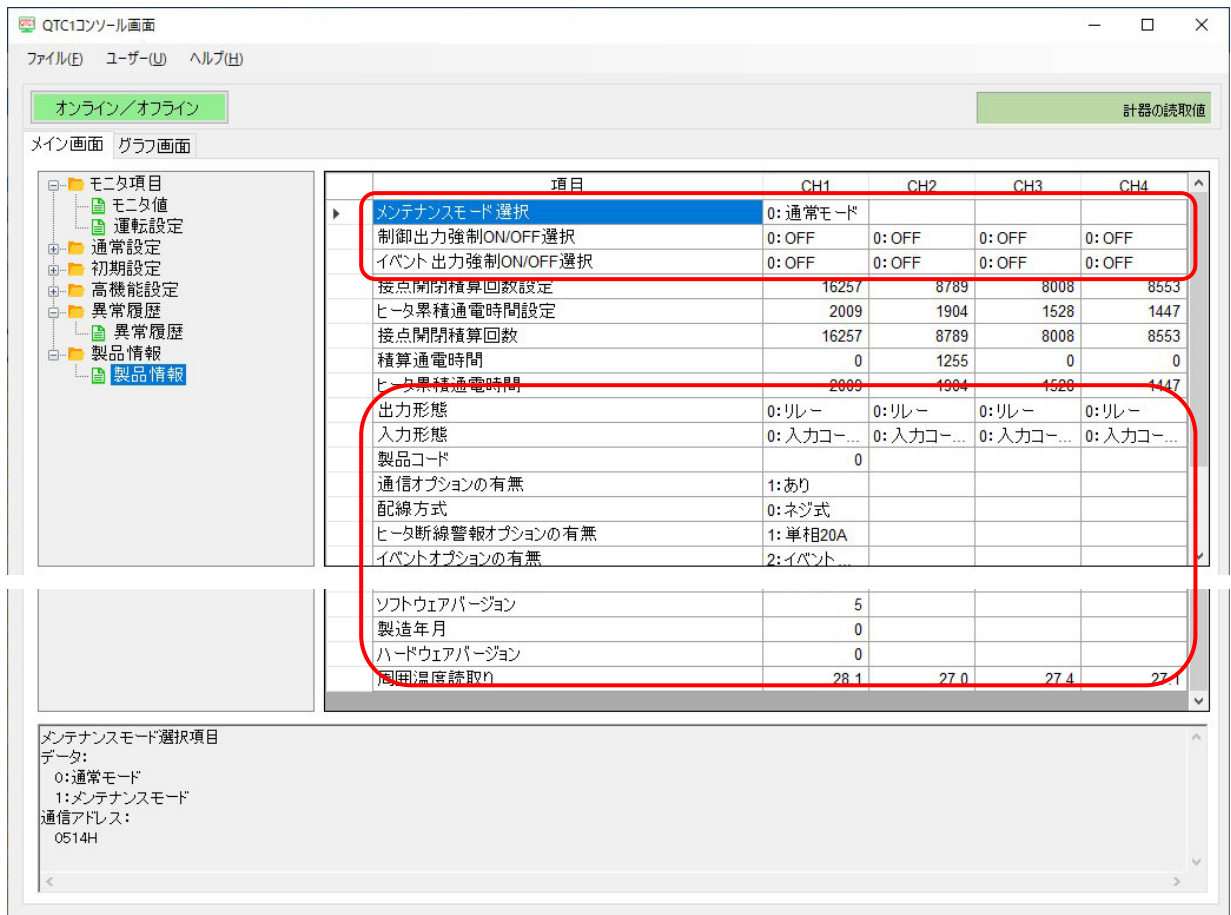 QTC1コンソール画面
ファイル(F) ユーザー(U) ヘルプ(H)
オンライン／オフライン
計器の読取値
メイン画面 グラフ画面
モニタ項目
モニタ値
運転設定
通常設定
初期設定
高機能設定
異常履歴
異常履歴
製品情報
製品情報
項目 CH1 CH2 CH3 CH4
メンテナンスモード選択 0:通常モード
制御出力強制ON/OFF選択 0:OFF 0:OFF 0:OFF 0:OFF
イベント出力強制ON/OFF選択 0:OFF 0:OFF 0:OFF 0:OFF
接点開閉積算回数設定 16257 8789 8008 8553
ヒータ累積通電時間設定 2009 1904 1528 1447
接点開閉積算回数 16257 8789 8008 8553
積算通電時間 0 1255 0 0
ヒータ累積通電時間 2009 1904 1528 1447
出力形態 0:リレー 0:リレー 0:リレー 0:リレー
入力形態 0:入力コー... 0:入力コー... 0:入力コー... 0:入力コー...
製品コード 0
通信オプションの有無 1:あり
配線方式 0:ネジ式
ヒータ断線警報オプションの有無 1:単相20A
イベントオプションの有無 2:イベント...
ソフトウェアバージョン 5
製造年月 0
ハードウェアバージョン 0
周囲温度読取り 28.1 27.0 27.4 27.1
メンテナンスモード選択項目
データ:
0:通常モード
1:メンテナンスモード
通信アドレス:
0514H